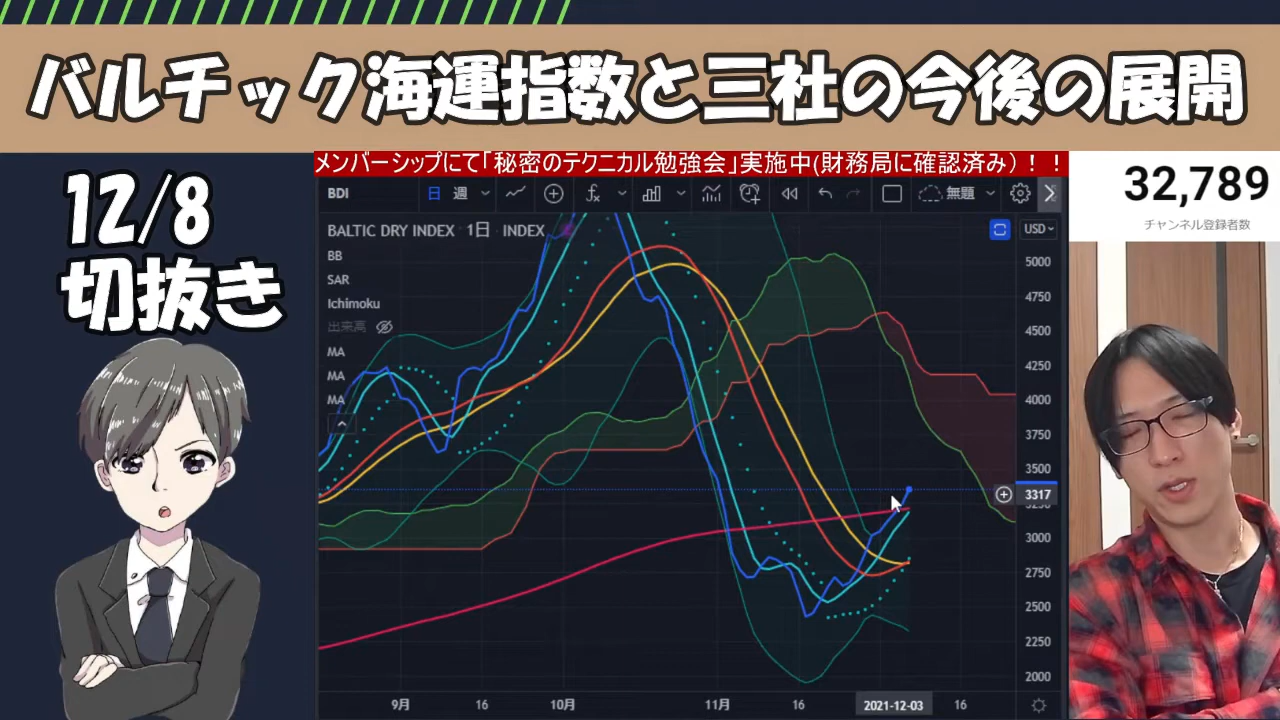 バルチック海運指数と三社の今後の展開
メンバーシップにて「秘密のテクニカル勉強会」実施中(財務局に確認済み)！！
12/8
切抜き
32,789
チャンネル登録者数
BDI
日
週
無題
BALTIC DRY INDEX · 1日 INDEX
USD
BB
SAR
Ichimoku
出来高
MA
MA
MA
5000
4750
4500
4250
4000
3750
3500
3317
3250
3000
2750
2500
2250
2000
9月
16
10月
11月
16
2021-12-03
16